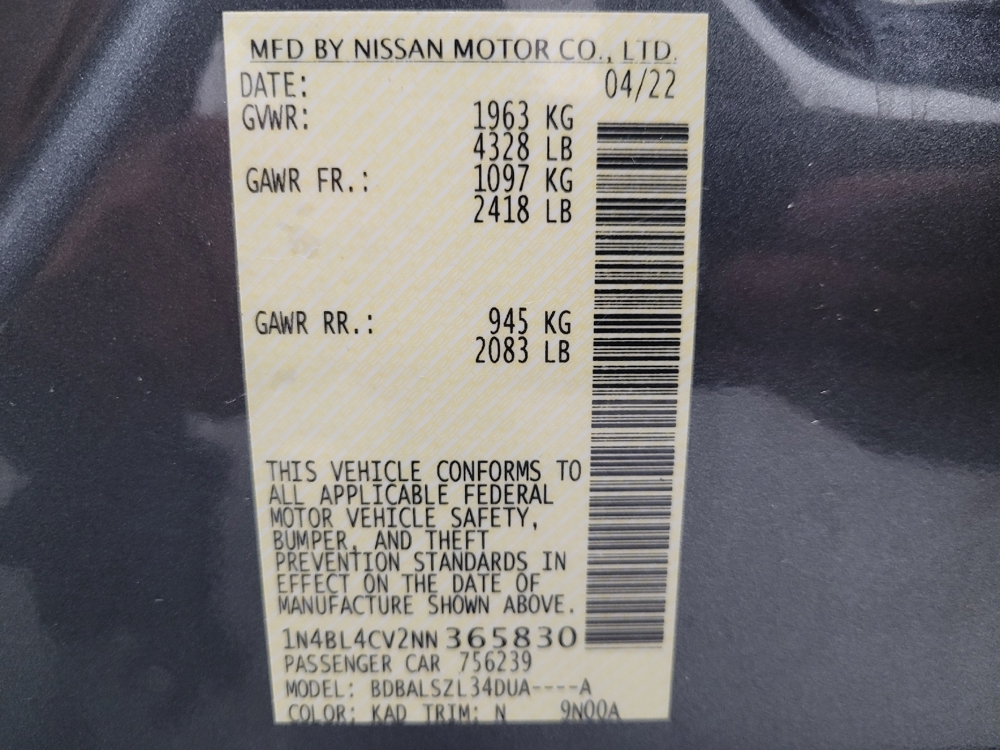 MFD BY NISSAN MOTOR CO., LTD.
DATE: 04/22
GVWR: 1963 KG
4328 LB
GAWR FR.: 1097 KG
2418 LB
GAWR RR.: 945 KG
2083 LB
THIS VEHICLE CONFORMS TO
ALL APPLICABLE FEDERAL
MOTOR VEHICLE SAFETY,
BUMPER, AND THEFT
PREVENTION STANDARDS IN
EFFECT ON THE DATE OF
MANUFACTURE SHOWN ABOVE.
1N4BL4CV2NN365830
PASSENGER CAR 756239
MODEL: BDBALSZL34DUA----A
COLOR: KAD TRIM: N 9N00A